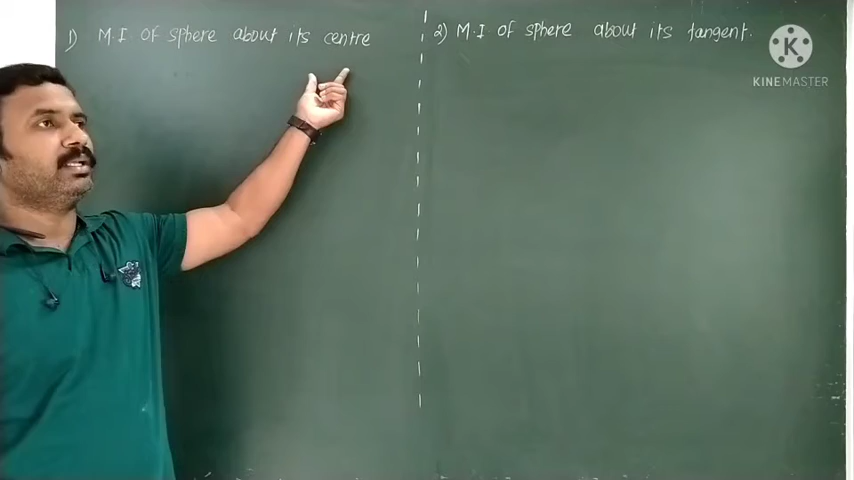 1) M.I of sphere about its centre
2) M.I of sphere about its tangent.
K
KINEMASTER